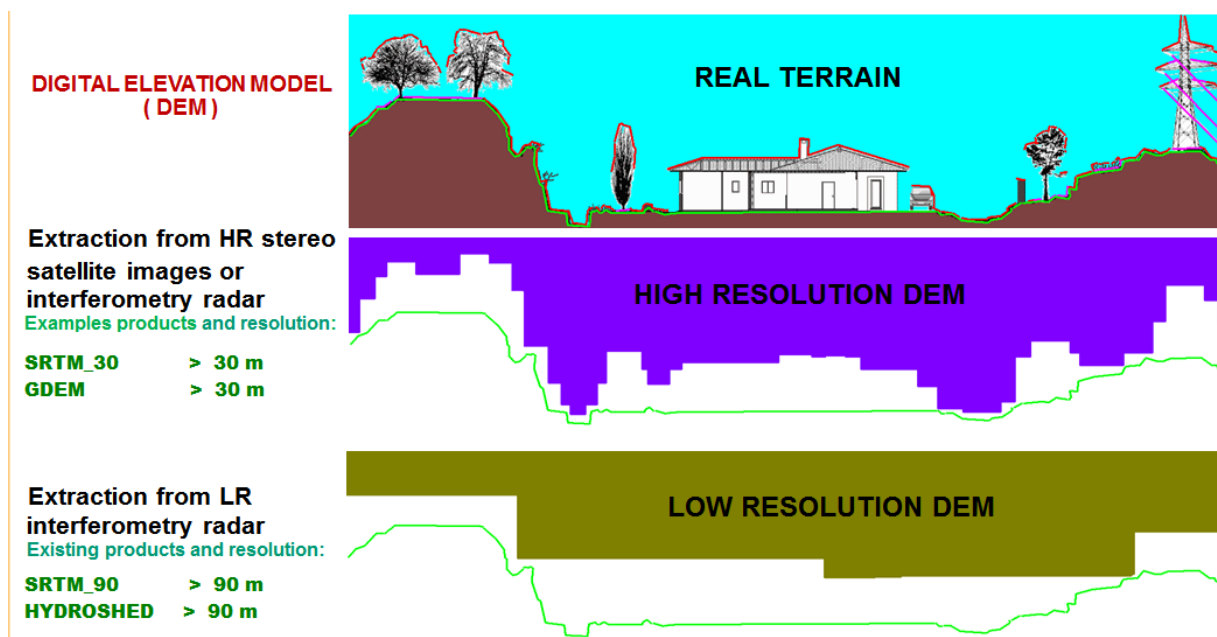 DIGITAL ELEVATION MODEL
( DEM )
REAL TERRAIN
Extraction from HR stereo
satellite images or
interferometry radar
Examples products and resolution:
SRTM_30 > 30 m
GDEM > 30 m
HIGH RESOLUTION DEM
Extraction from LR
interferometry radar
Existing products and resolution:
SRTM_90 > 90 m
HYDROSHED > 90 m
LOW RESOLUTION DEM